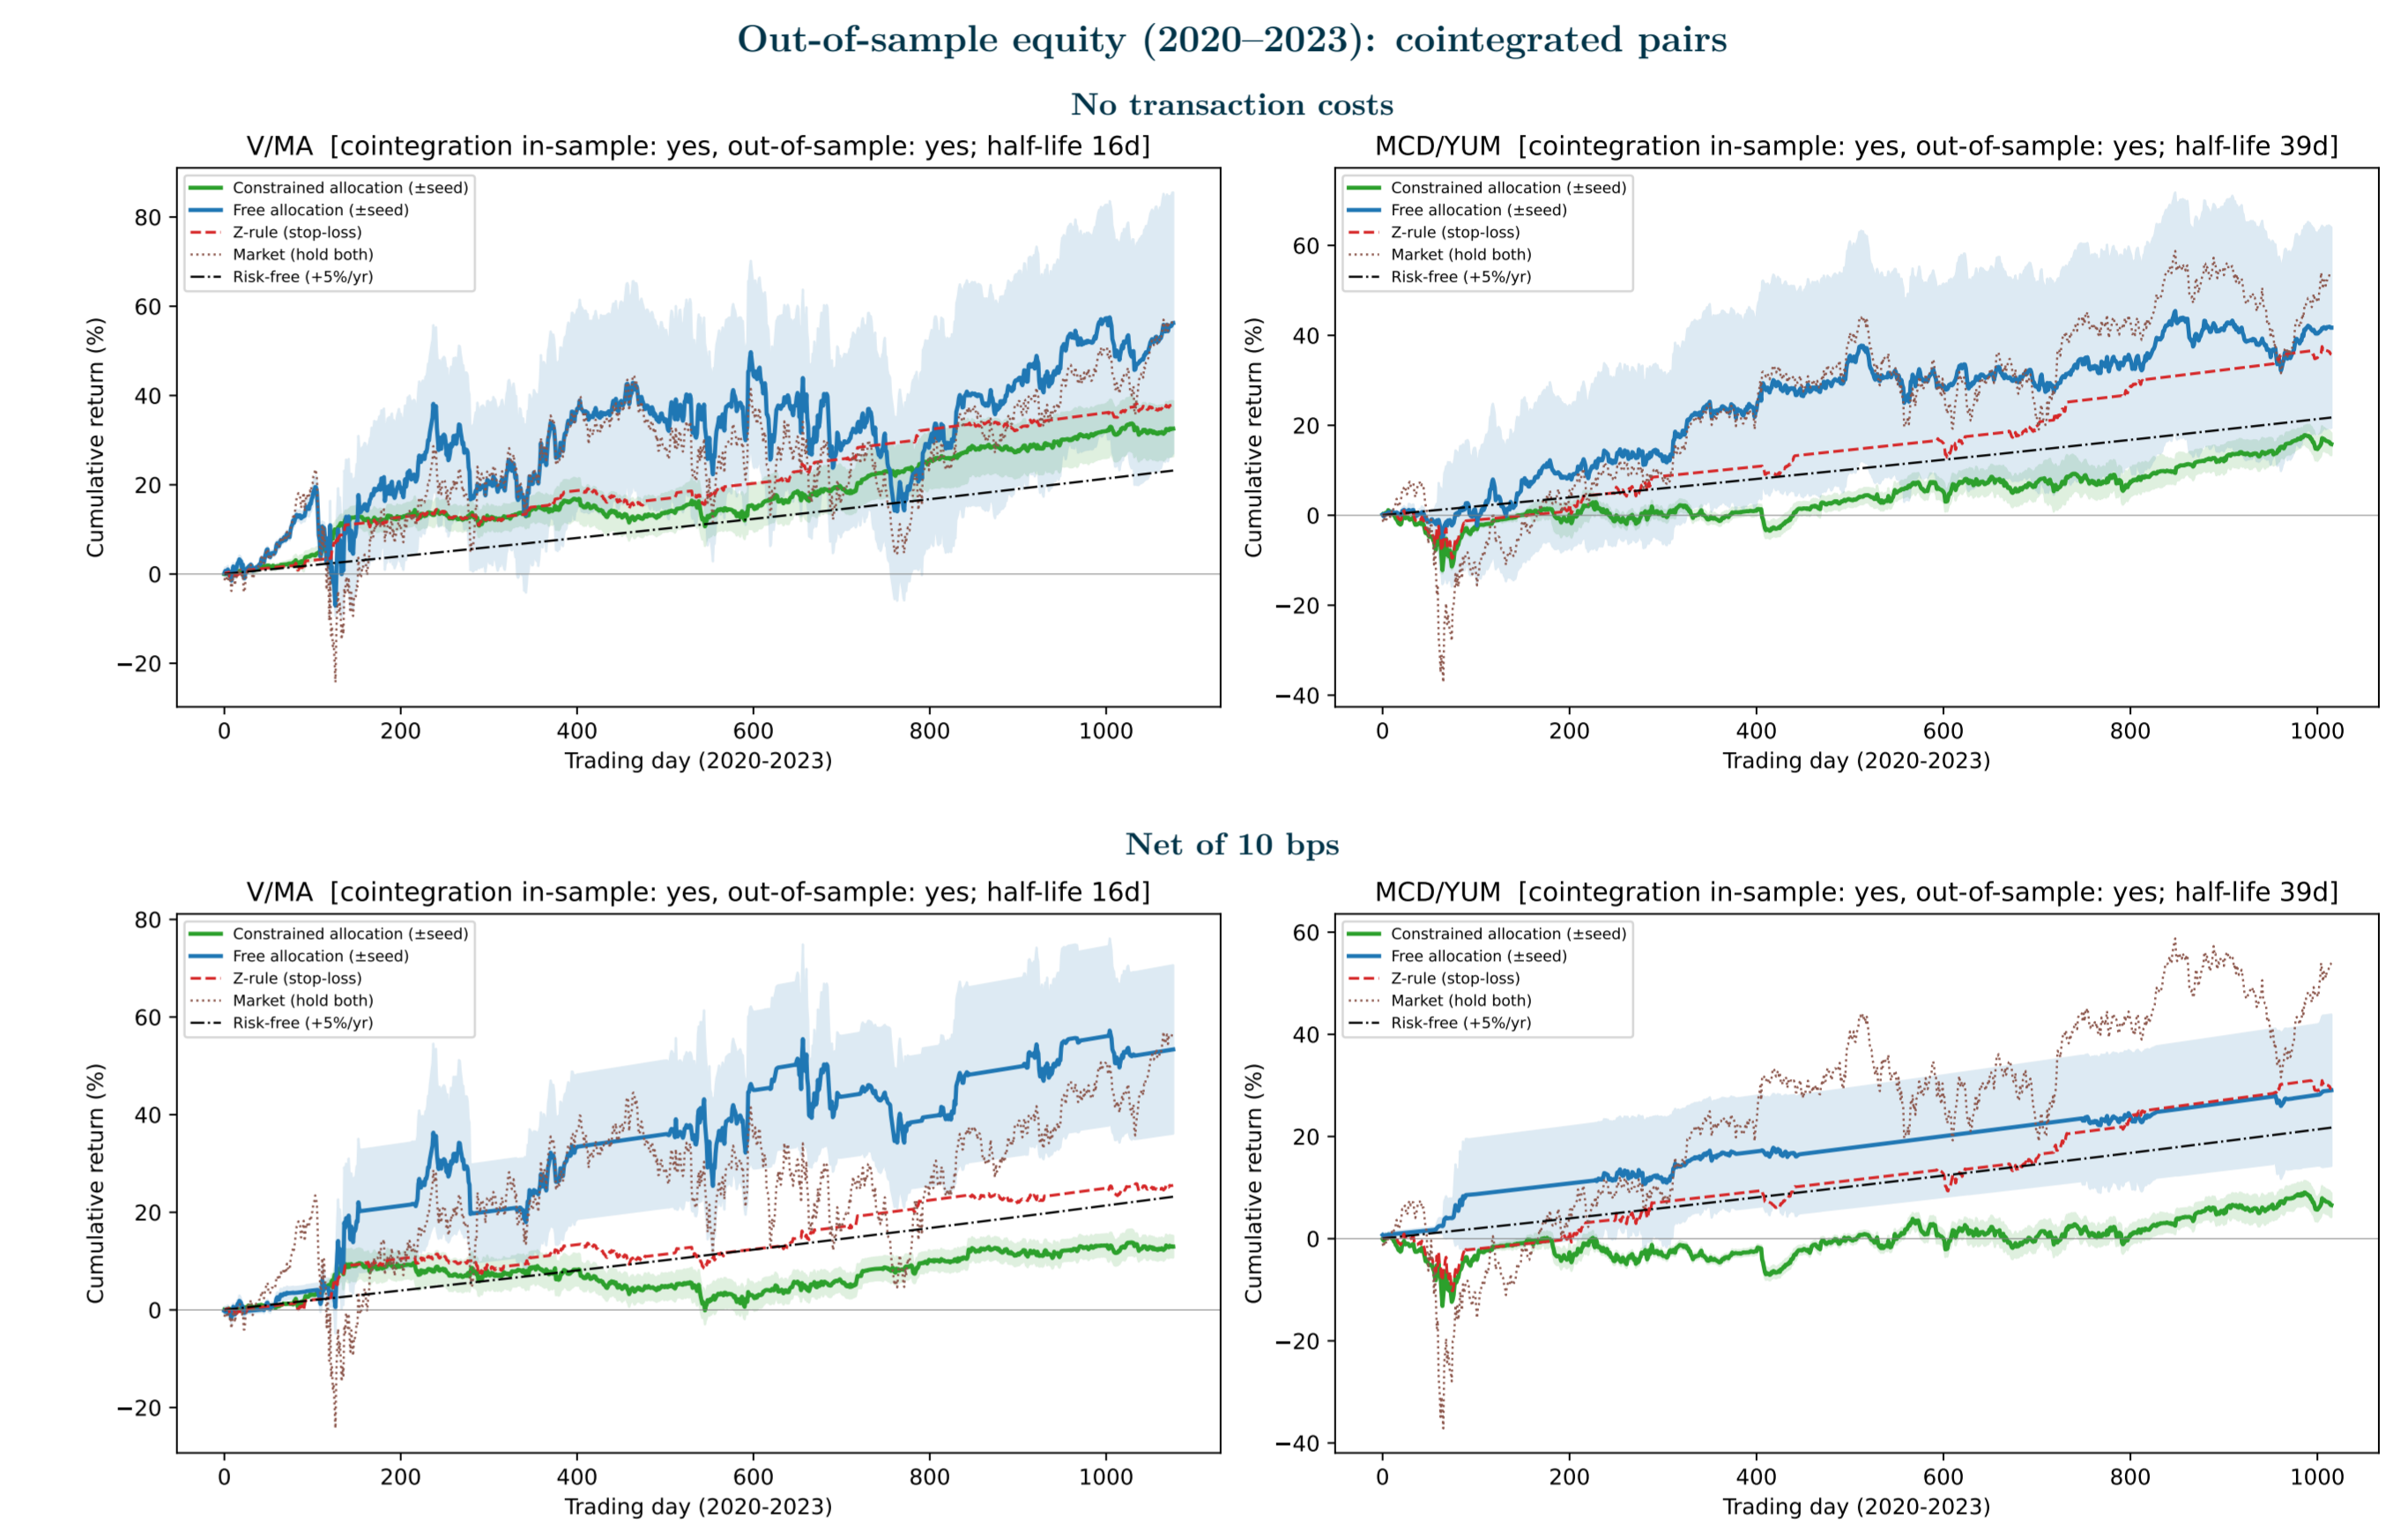 Out-of-sample equity (2020–2023): cointegrated pairs
No transaction costs
V/MA [cointegration in-sample: yes, out-of-sample: yes; half-life 16d]
Constrained allocation (±seed)
Free allocation (±seed)
Z-rule (stop-loss)
Market (hold both)
Risk-free (+5%/yr)
Cumulative return (%)
80
60
40
20
0
−20
0 200 400 600 800 1000
Trading day (2020-2023)
MCD/YUM [cointegration in-sample: yes, out-of-sample: yes; half-life 39d]
Constrained allocation (±seed)
Free allocation (±seed)
Z-rule (stop-loss)
Market (hold both)
Risk-free (+5%/yr)
Cumulative return (%)
60
40
20
0
−20
−40
0 200 400 600 800 1000
Trading day (2020-2023)
Net of 10 bps
V/MA [cointegration in-sample: yes, out-of-sample: yes; half-life 16d]
Constrained allocation (±seed)
Free allocation (±seed)
Z-rule (stop-loss)
Market (hold both)
Risk-free (+5%/yr)
Cumulative return (%)
80
60
40
20
0
−20
0 200 400 600 800 1000
Trading day (2020-2023)
MCD/YUM [cointegration in-sample: yes, out-of-sample: yes; half-life 39d]
Constrained allocation (±seed)
Free allocation (±seed)
Z-rule (stop-loss)
Market (hold both)
Risk-free (+5%/yr)
Cumulative return (%)
60
40
20
0
−20
−40
0 200 400 600 800 1000
Trading day (2020-2023)